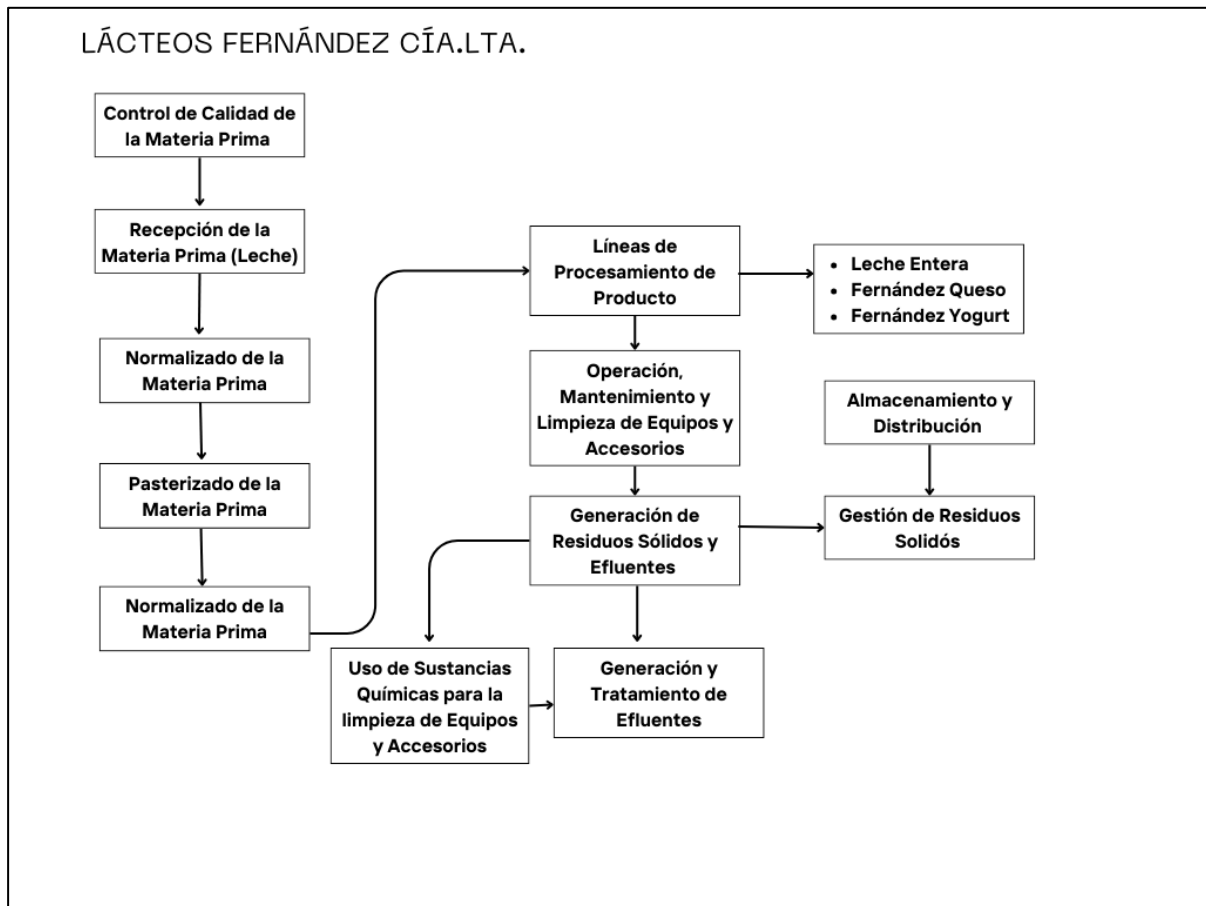 LÁCTEOS FERNÁNDEZ CÍA.LTA.
Control de Calidad de
la Materia Prima
Recepción de la
Materia Prima (Leche)
Normalizado de la
Materia Prima
Pasterizado de la
Materia Prima
Normalizado de la
Materia Prima
Líneas de
Procesamiento de
Producto
• Leche Entera
• Fernández Queso
• Fernández Yogurt
Operación,
Mantenimiento y
Limpieza de Equipos y
Accesorios
Almacenamiento y
Distribución
Generación de
Residuos Sólidos y
Efluentes
Gestión de Residuos
Solidós
Uso de Sustancias
Químicas para la
limpieza de Equipos
y Accesorios
Generación y
Tratamiento de
Efluentes